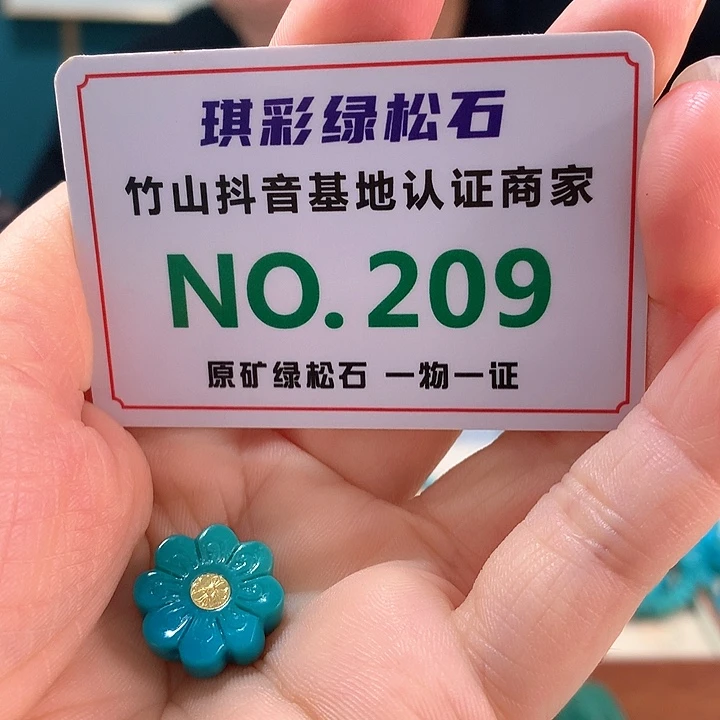 琪彩绿松石
竹山抖音基地认证商家
NO.209
原矿绿松石 一物一证